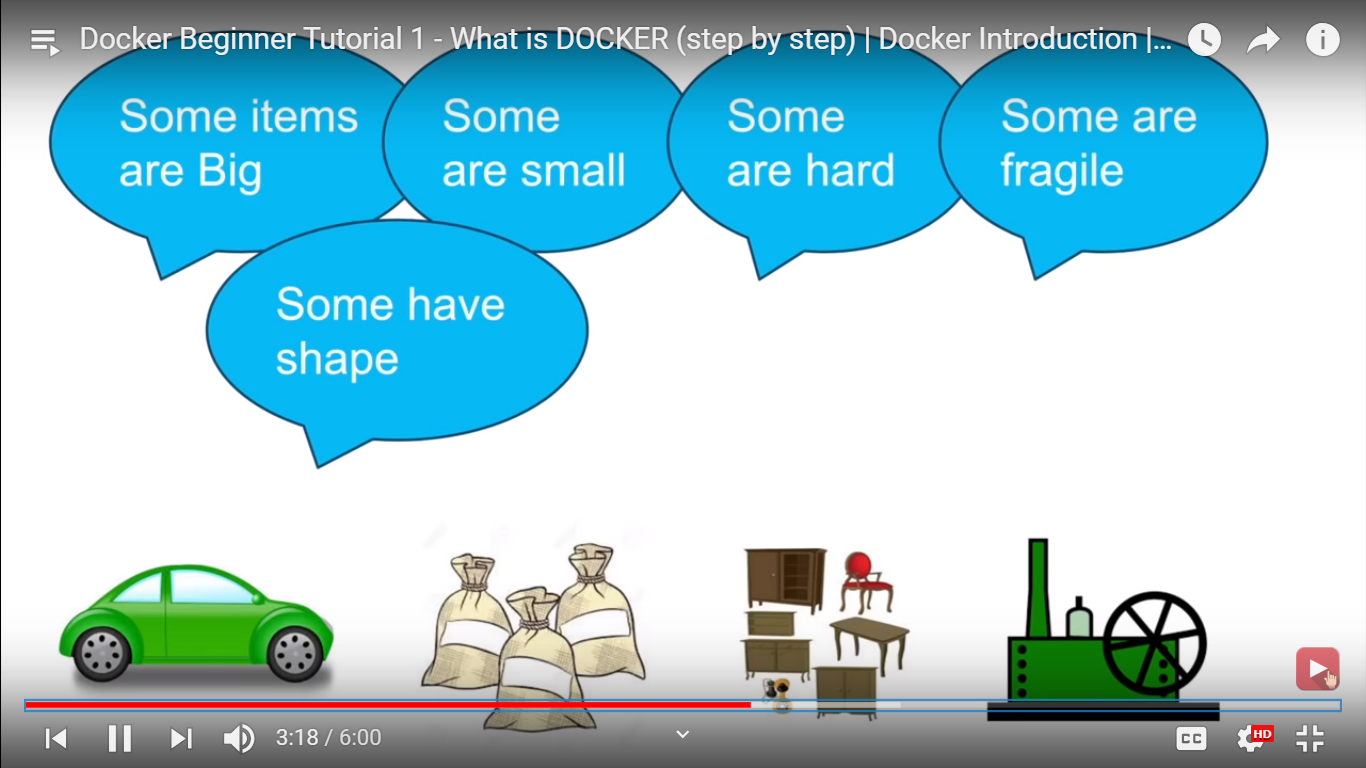 Docker Beginner Tutorial 1 - What is DOCKER (step by step) | Docker Introduction |...
Some items
are Big
Some
are small
Some
are hard
Some are
fragile
Some have
shape
3:18 / 6:00
CC
HD